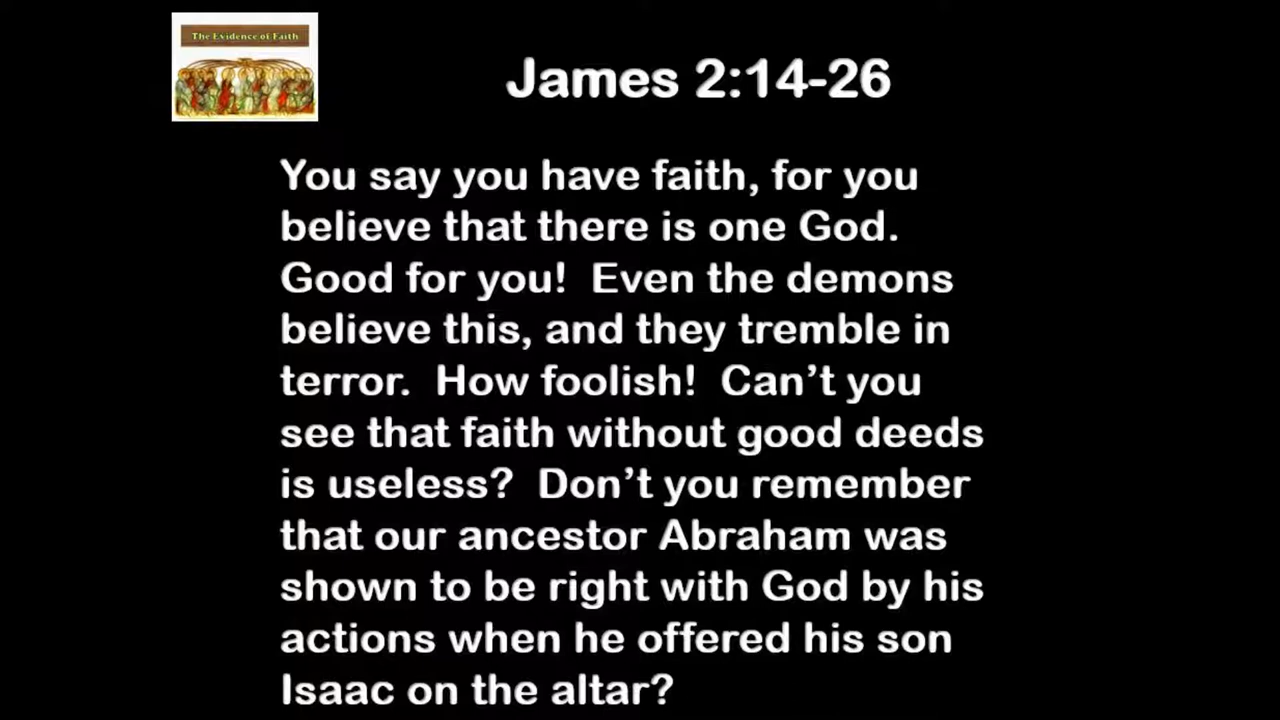 The Evidence of Faith
James 2:14-26
You say you have faith, for you
believe that there is one God.
Good for you!  Even the demons
believe this, and they tremble in
terror.  How foolish!  Can’t you
see that faith without good deeds
is useless?  Don’t you remember
that our ancestor Abraham was
shown to be right with God by his
actions when he offered his son
Isaac on the altar?